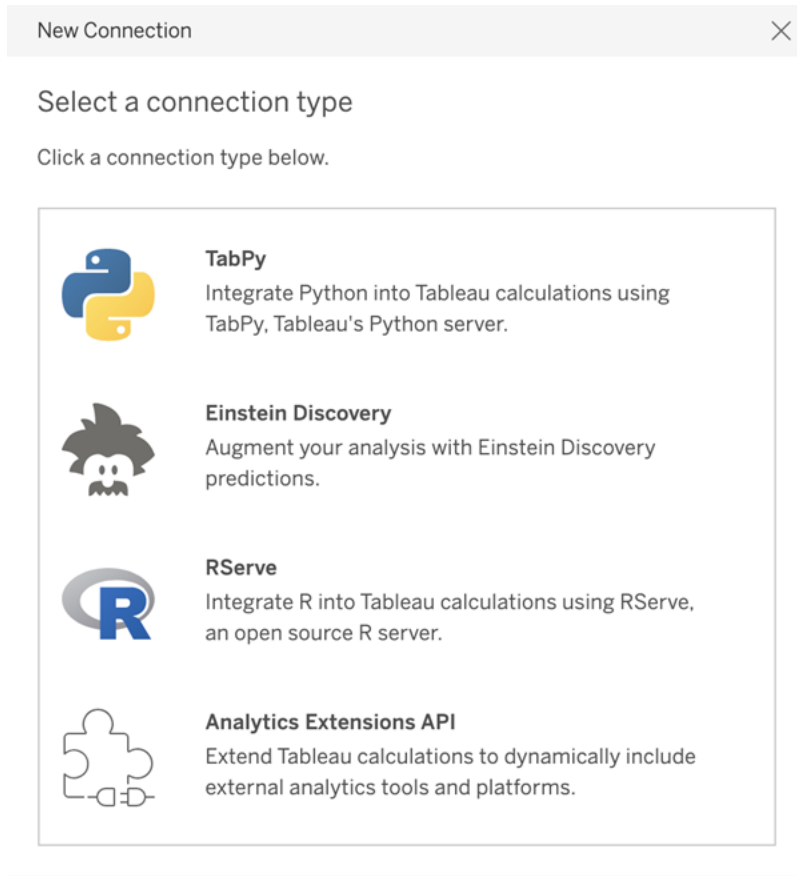 New Connection
Select a connection type
Click a connection type below.
TabPy
Integrate Python into Tableau calculations using
TabPy, Tableau's Python server.
Einstein Discovery
Augment your analysis with Einstein Discovery
predictions.
R
RServe
Integrate R into Tableau calculations using RServe,
an open source R server.
Analytics Extensions API
Extend Tableau calculations to dynamically include
external analytics tools and platforms.